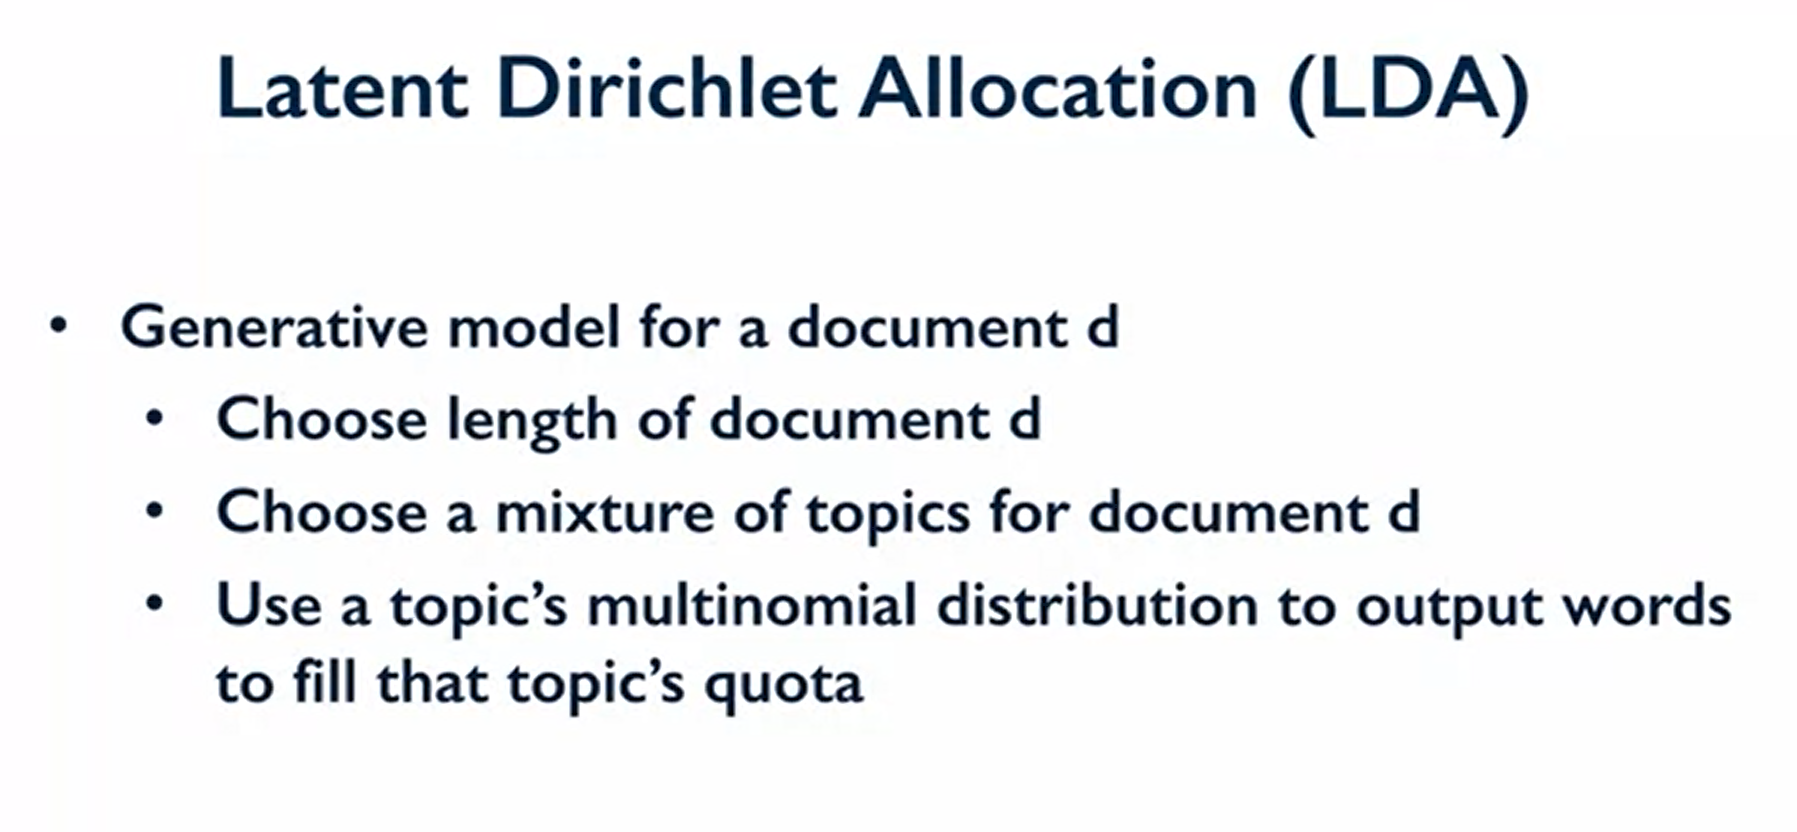 Latent Dirichlet Allocation (LDA)
• Generative model for a document d
• Choose length of document d
• Choose a mixture of topics for document d
• Use a topic’s multinomial distribution to output words
to fill that topic’s quota